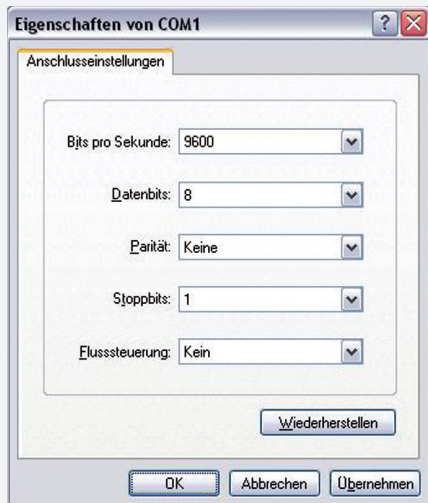 Eigenschaften von COM1
Anschlusseinstellungen
Bits pro Sekunde: 9600
Datenbits: 8
Parität: Keine
Stoppbits: 1
Flusssteuerung: Kein
Wiederherstellen
OK Abbrechen Übernehmen